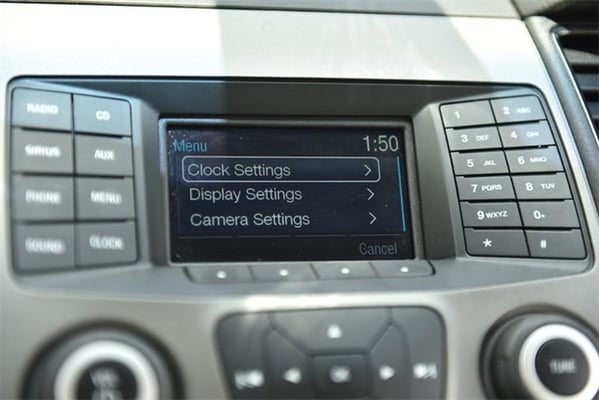 RADIO
CD
SIRIUS
AUX
PHONE
MENU
SOUND
CLOCK
Menu
1:50
Clock Settings
Display Settings
Camera Settings
Cancel
1
2 ABC
3 DEF
4 GHI
5 JKL
6 MNO
7 PQRS
8 TUV
9 WXYZ
0 +
*
#
OK
TUNE